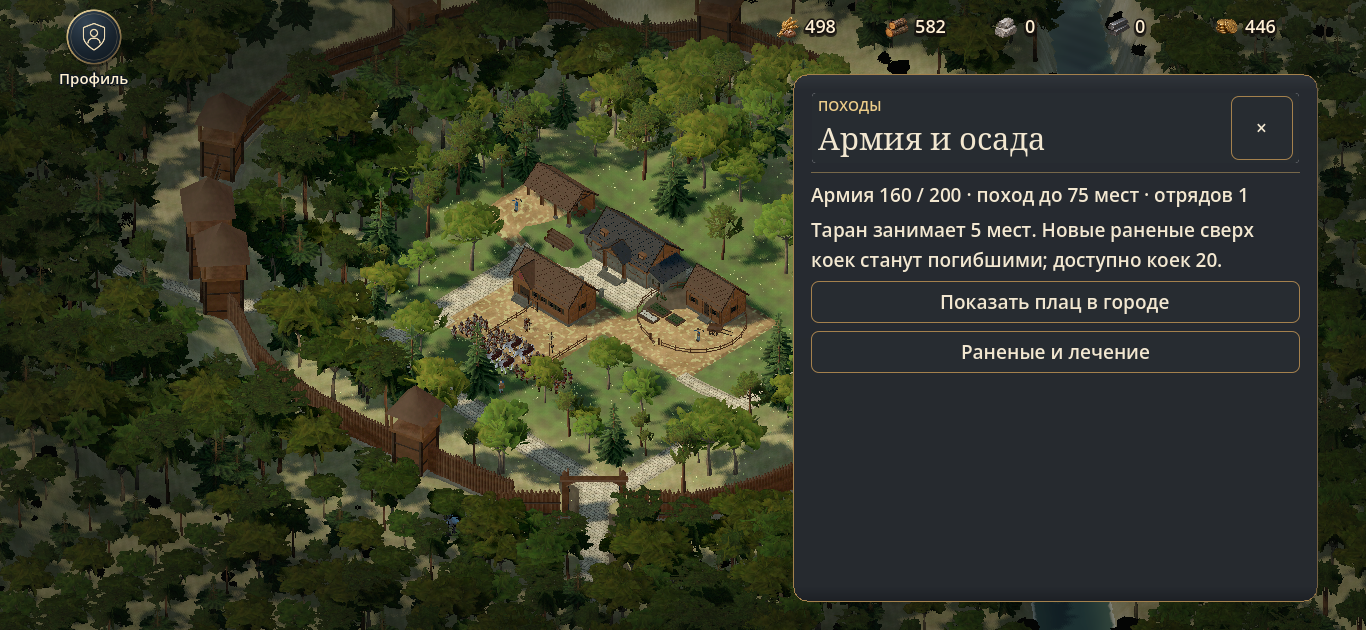 498
582
0
0
446
Профиль
ПОХОДЫ
Армия и осада
×
Армия 160 / 200 · поход до 75 мест · отрядов 1
Таран занимает 5 мест. Новые раненые сверх
коек станут погибшими; доступно коек 20.
Показать плац в городе
Раненые и лечение